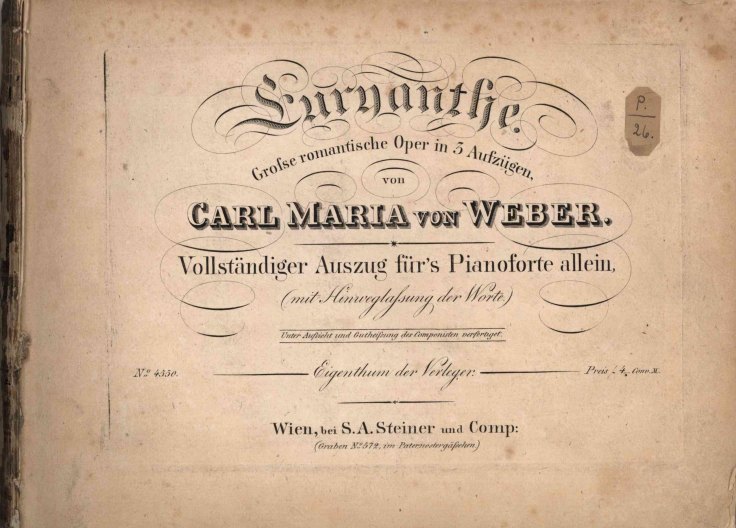 Euryanthe.
Groſse romantische Oper in 3 Aufzügen,
von
CARL MARIA VON WEBER.
Vollständiger Auszug für's Pianoforte allein,
(mit Hinweglaſsung der Worte.)
Unter Aufsicht und Gutheiſsung des Componisten verfertiget.
No. 4350.
Eigenthum der Verleger.
Preis 4. Conv. M.
Wien, bei S.A. Steiner und Comp:
(Graben No. 572, im Paternostergäſschen)
P.
26.